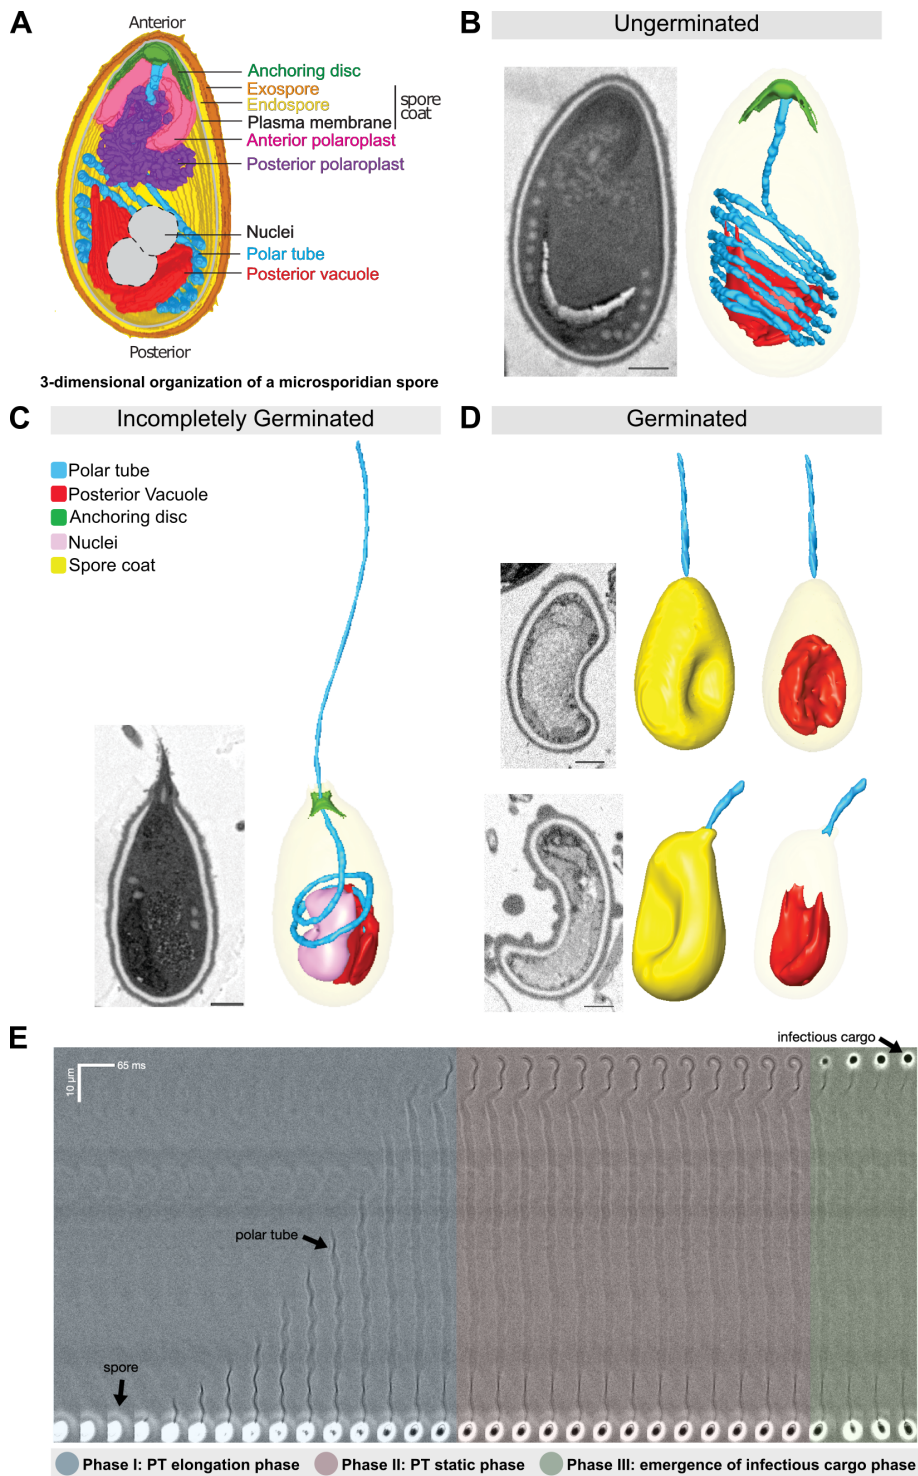 A
Anterior
Anchoring disc
Exospore
Endospore
Plasma membrane
spore
coat
Anterior polaroplast
Posterior polaroplast
Nuclei
Polar tube
Posterior vacuole
Posterior
3-dimensional organization of a microsporidian spore
B
Ungerminated
C
Incompletely Germinated
Polar tube
Posterior Vacuole
Anchoring disc
Nuclei
Spore coat
D
Germinated
E
infectious cargo
65 ms
10 μm
polar tube
spore
Phase I: PT elongation phase
Phase II: PT static phase
Phase III: emergence of infectious cargo phase